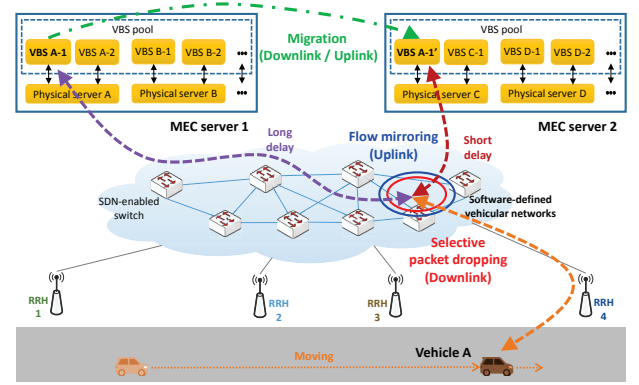 VBS pool
VBS A-1
VBS A-2
VBS B-1
VBS B-2
•••
Physical server A
Physical server B
•••
MEC server 1
Migration
(Downlink / Uplink)
VBS pool
VBS A-1’
VBS C-1
VBS D-1
VBS D-2
•••
Physical server C
Physical server D
•••
MEC server 2
Long
delay
Flow mirroring
(Uplink)
Short
delay
SDN-enabled
switch
Software-defined
vehicular networks
Selective
packet dropping
(Downlink)
RRH
1
RRH
2
RRH
3
RRH
4
Moving
Vehicle A